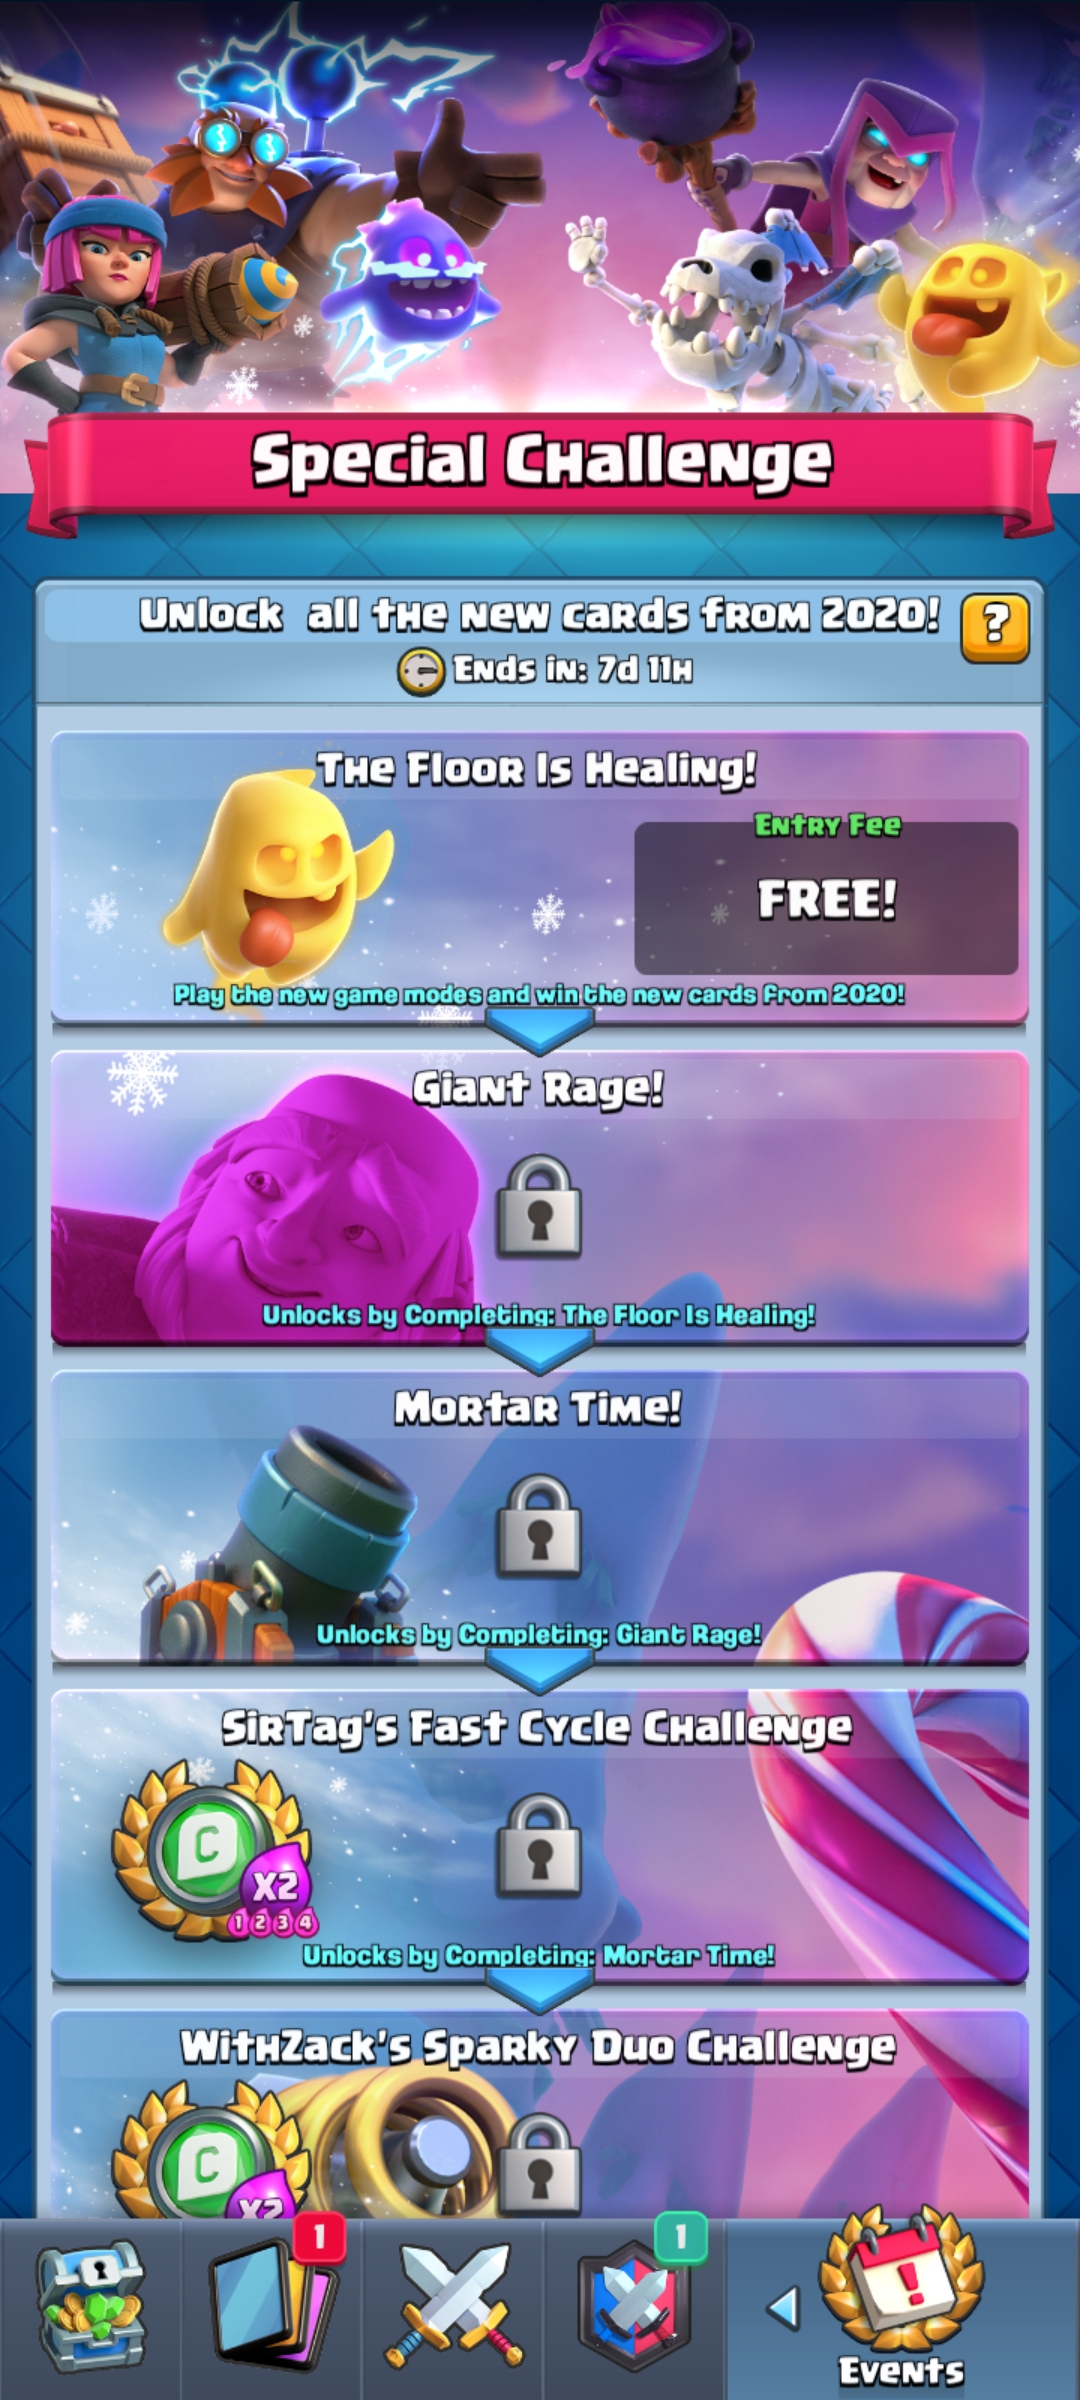 Special Challenge
Unlock all the new cards from 2020!
?
Ends in: 7d 11h
The Floor Is Healing!
Entry Fee
FREE!
Play the new game modes and win the new cards from 2020!
Giant Rage!
Unlocks by Completing: The Floor Is Healing!
Mortar Time!
Unlocks by Completing: Giant Rage!
SirTag's Fast Cycle Challenge
C
X2
1 2 3 4
Unlocks by Completing: Mortar Time!
WithZack's Sparky Duo Challenge
C
X2
1
1
!
Events